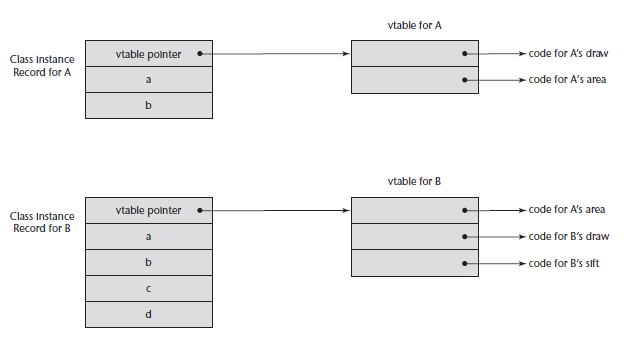 vtable for A
Class instance
Record for A
vtable pointer
code for A's draw
a
code for A's area
b
vtable for B
Class instance
Record for B
vtable pointer
code for A's area
a
code for B's draw
b
code for B's sift
c
d